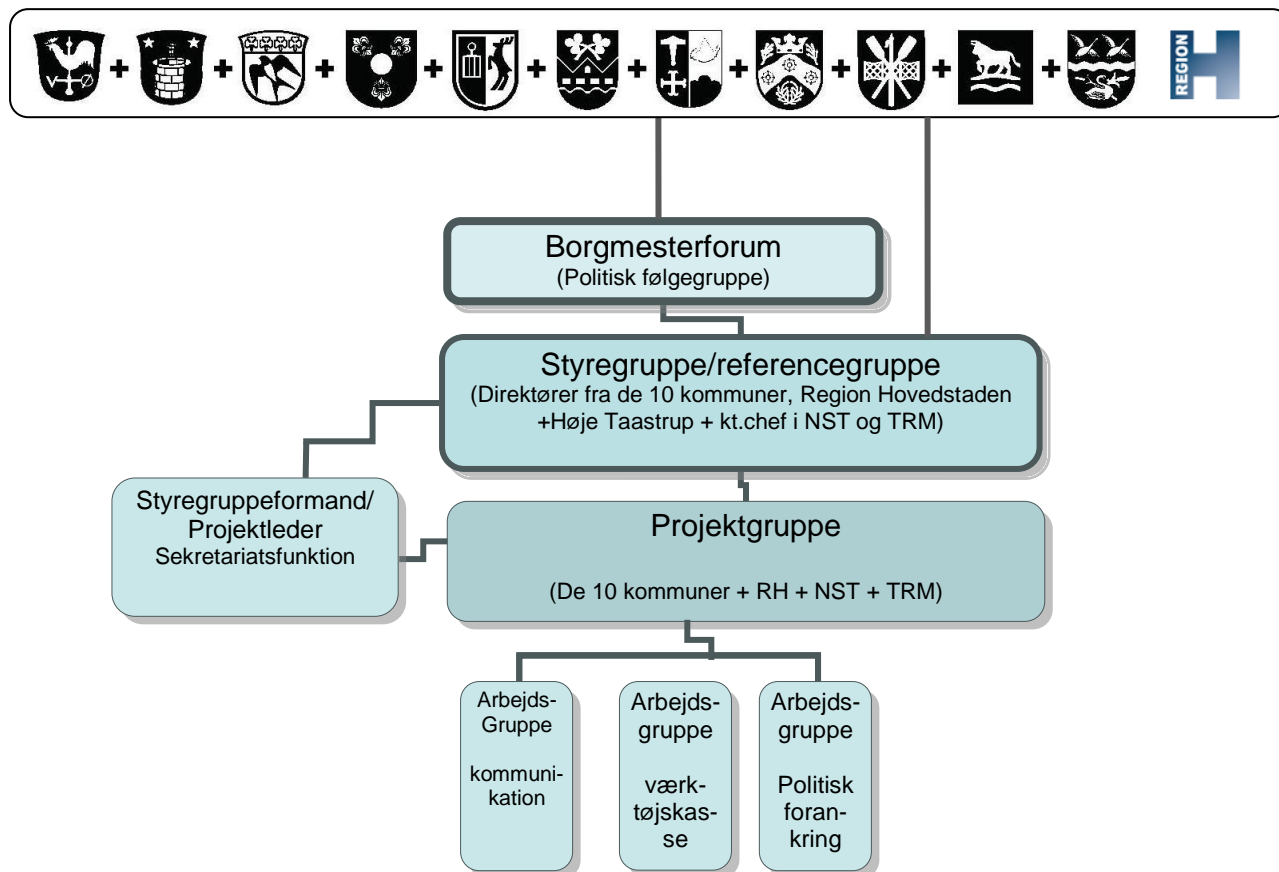 V Ø
REGION
H
Borgmesterforum
(Politisk følgegruppe)
Styregruppe/referencegruppe
(Direktører fra de 10 kommuner, Region Hovedstaden
+Høje Taastrup + kt.chef i NST og TRM)
Styregruppeformand/
Projektleder
Sekretariatsfunktion
Projektgruppe
(De 10 kommuner + RH + NST + TRM)
Arbejds-
Gruppe
kommuni-
kation
Arbejds-
gruppe
værk-
tøjskas-
se
Arbejds-
gruppe
Politisk
foran-
kring